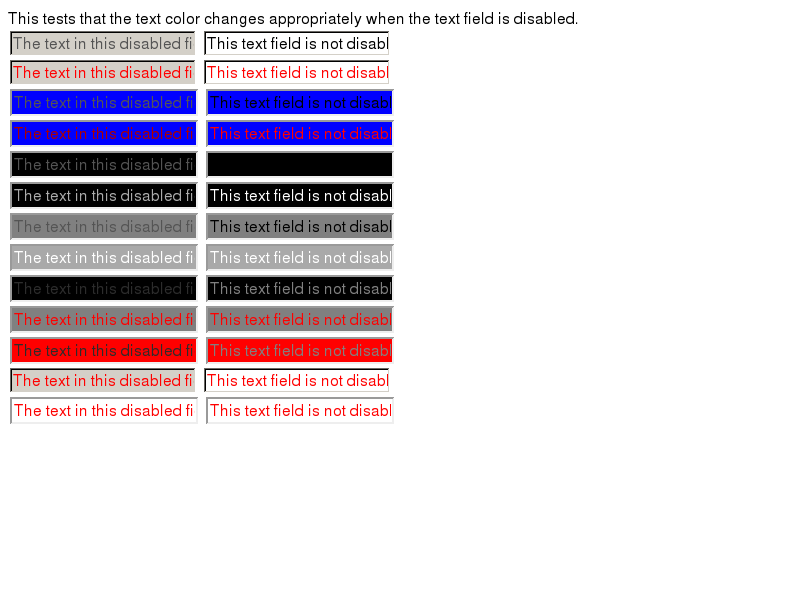 This tests that the text color changes appropriately when the text field is disabled.
The text in this disabled fi This text field is not disabl
The text in this disabled fi This text field is not disabl
The text in this disabled fi This text field is not disabl
The text in this disabled fi This text field is not disabl
The text in this disabled fi
The text in this disabled fi This text field is not disabl
The text in this disabled fi This text field is not disabl
The text in this disabled fi This text field is not disabl
The text in this disabled fi This text field is not disabl
The text in this disabled fi This text field is not disabl
The text in this disabled fi This text field is not disabl
The text in this disabled fi This text field is not disabl
The text in this disabled fi This text field is not disabl